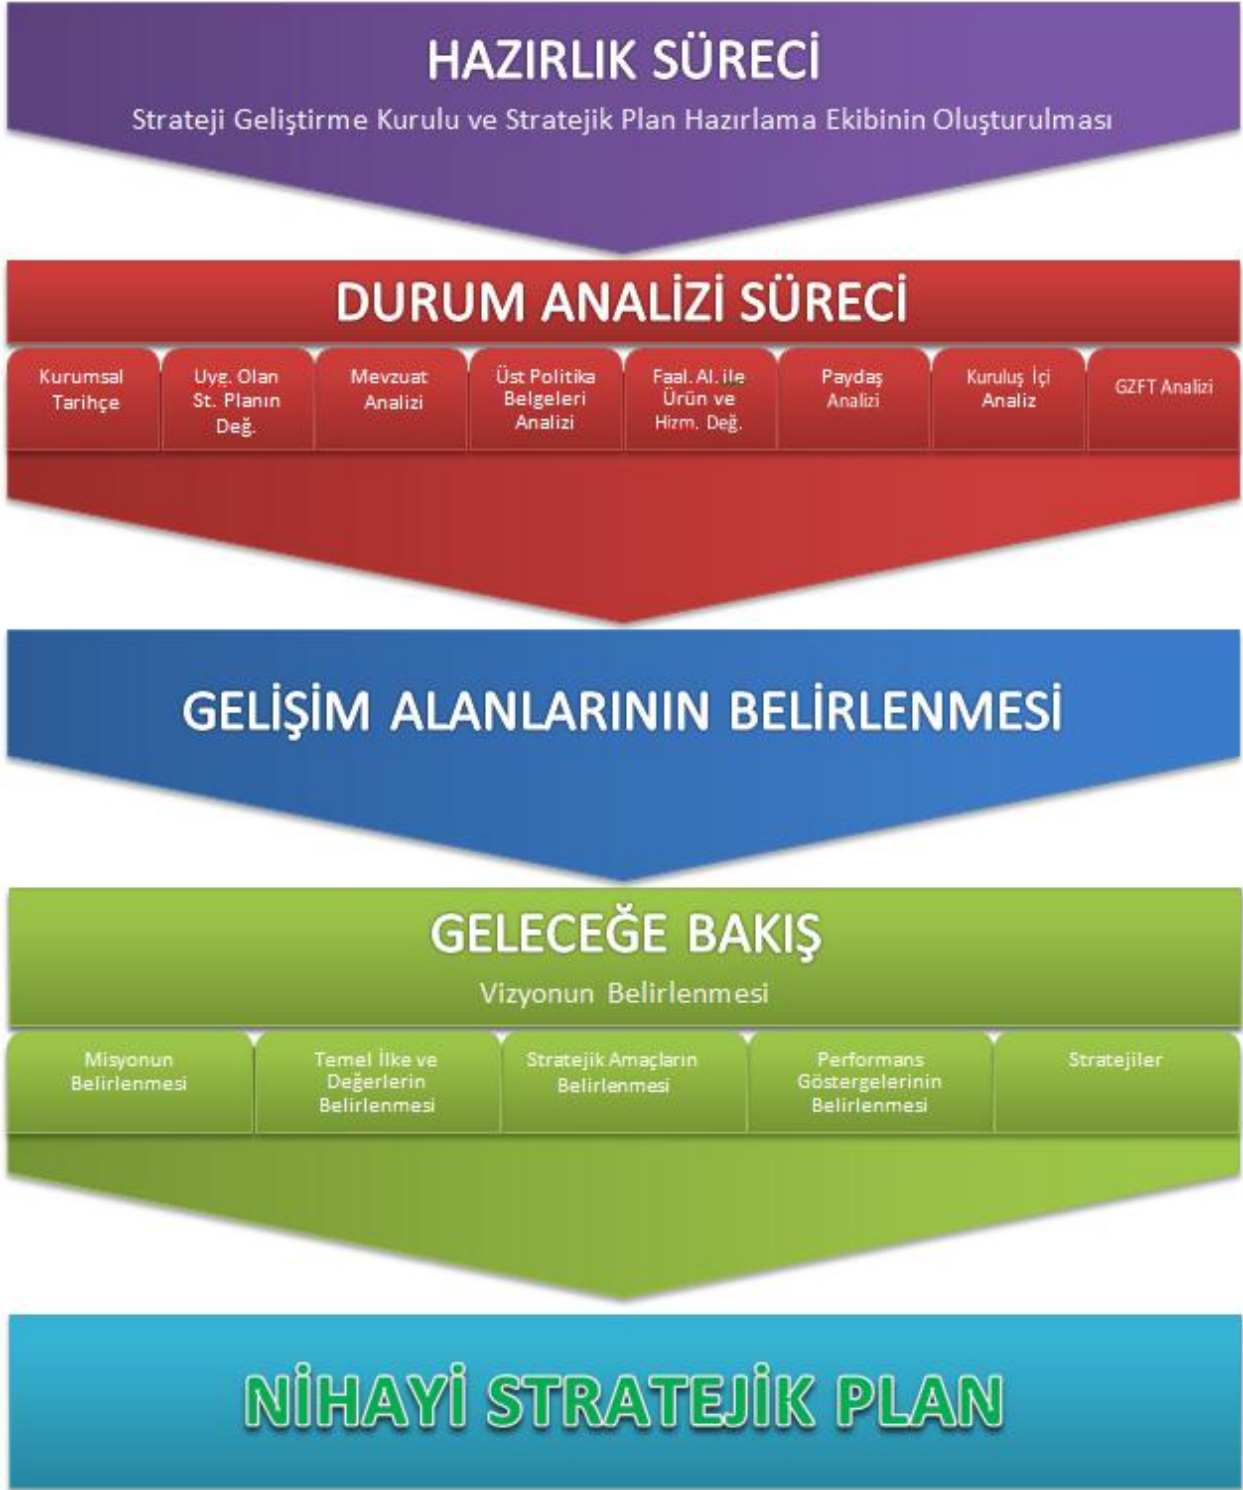 HAZIRLIK SÜRECİ
Strateji Geliştirme Kurulu ve Stratejik Plan Hazırlama Ekibinin Oluşturulması
DURUM ANALİZİ SÜRECİ
Kurumsal
Tarihçe
Uyg. Olan
St. Planın
Değ.
Mevzuat
Analizi
Üst Politika
Belgeleri
Analizi
Faal. Al. ile
Ürün ve
Hizm. Değ.
Paydaş
Analizi
Kuruluş İçi
Analiz
GZFT Analizi
GELİŞİM ALANLARININ BELİRLENMESİ
GELECEĞE BAKIŞ
Vizyonun Belirlenmesi
Misyonun
Belirlenmesi
Temel İlke ve
Değerlerin
Belirlenmesi
Stratejik Amaçların
Belirlenmesi
Performans
Göstergelerinin
Belirlenmesi
Stratejiler
NİHAYİ STRATEJİK PLAN